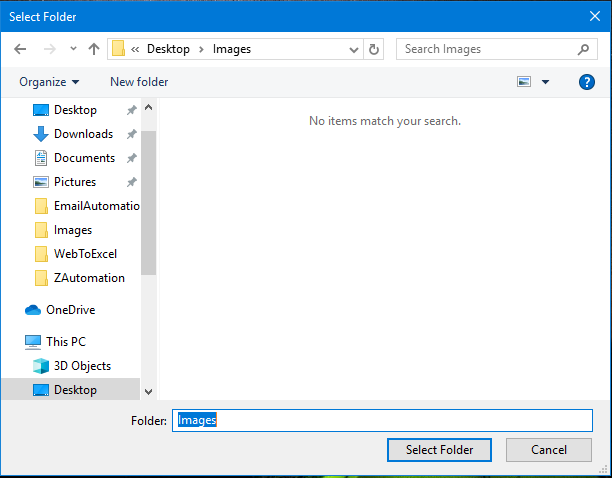 Select Folder
« Desktop > Images
Search Images
Organize
New folder
?
Desktop
Downloads
Documents
Pictures
EmailAutomatio
Images
WebToExcel
ZAutomation
OneDrive
This PC
3D Objects
Desktop
No items match your search.
Folder: Images
Select Folder
Cancel